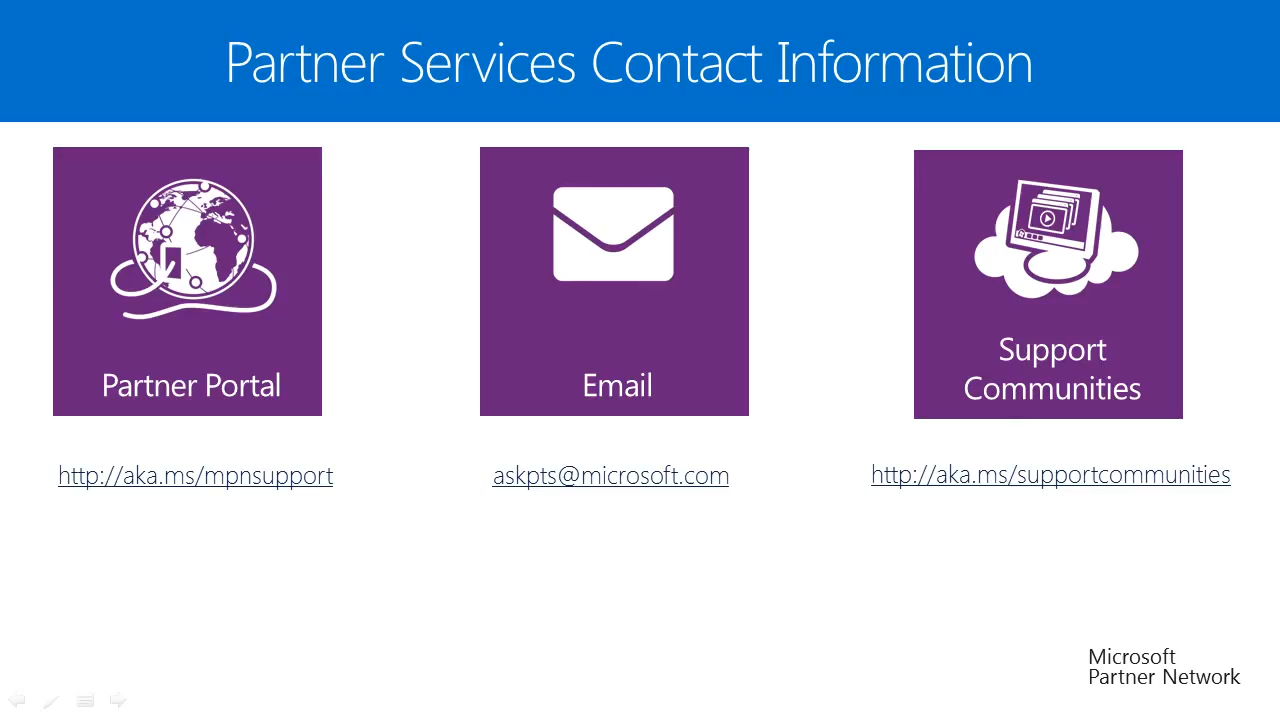 Partner Services Contact Information
Partner Portal
http://aka.ms/mpnsupport
Email
askpts@microsoft.com
Support
Communities
http://aka.ms/supportcommunities
Microsoft
Partner Network